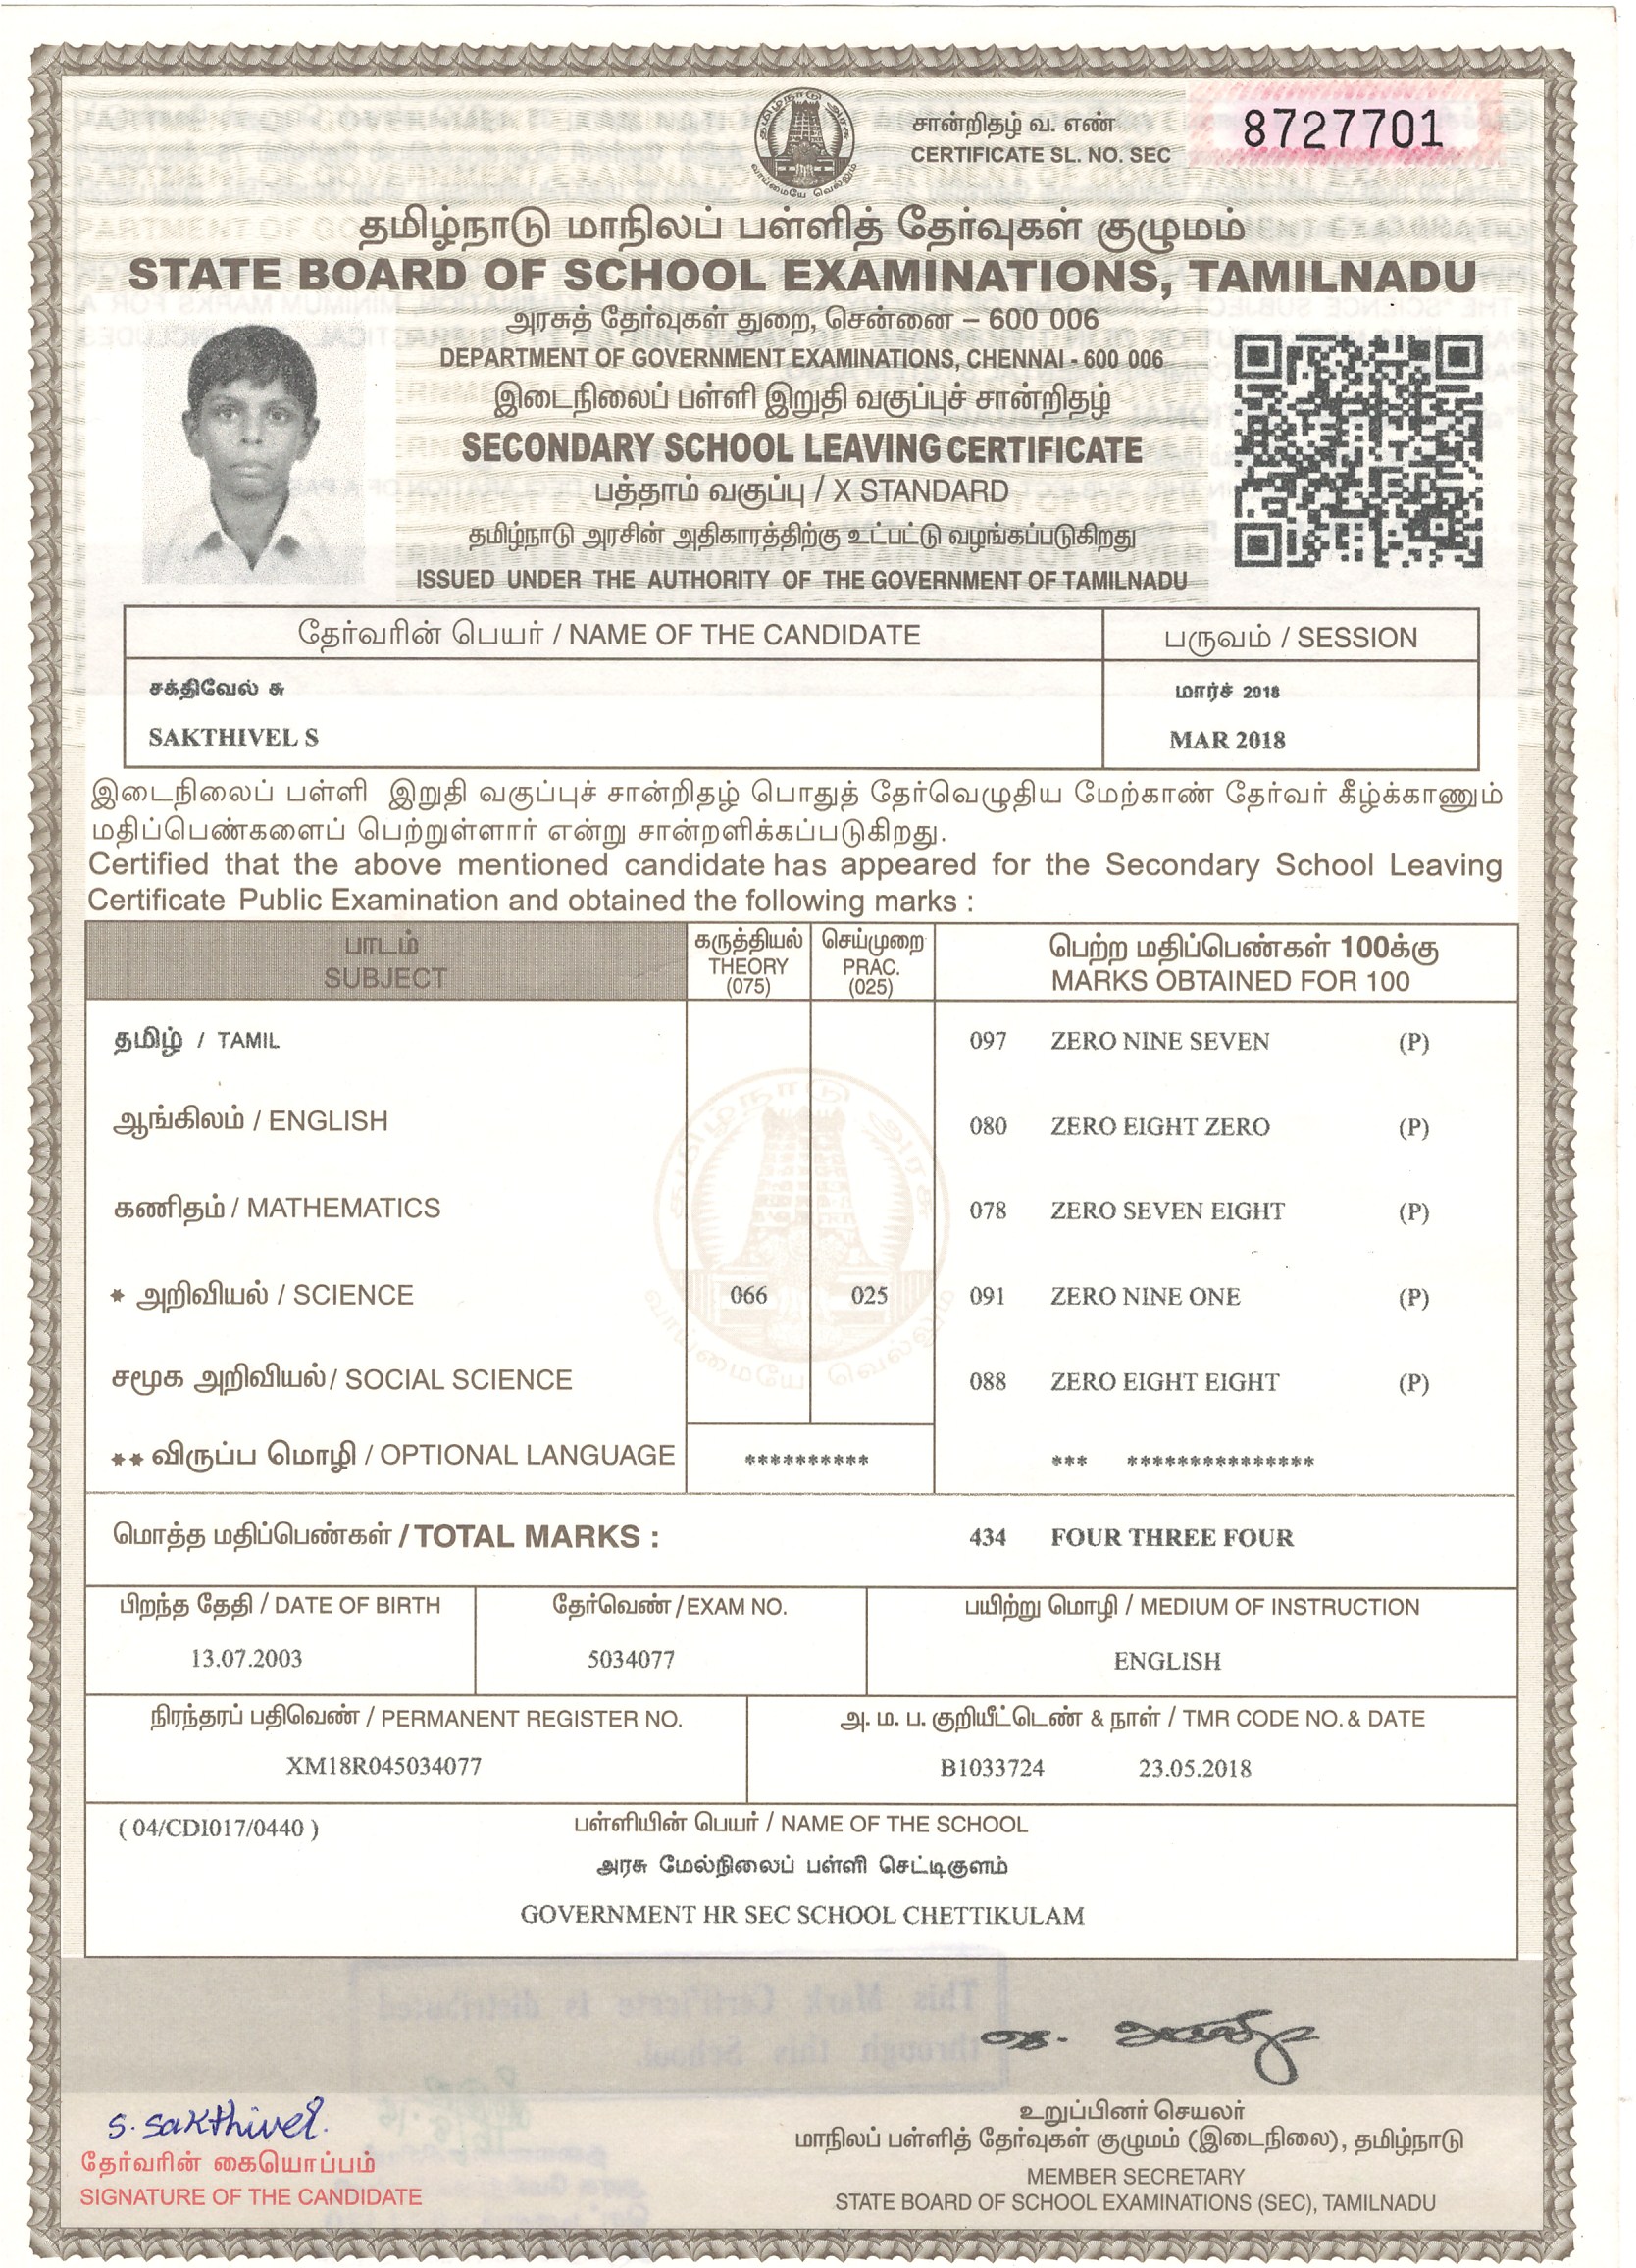 தமிழ்நாடு அரசு
வாய்மையே வெல்லும்
சான்றிதழ் வ. எண்
CERTIFICATE SL. NO. SEC
8727701
தமிழ்நாடு மாநிலப் பள்ளித் தேர்வுகள் குழுமம்
STATE BOARD OF SCHOOL EXAMINATIONS, TAMILNADU
அரசுத் தேர்வுகள் துறை, சென்னை – 600 006
DEPARTMENT OF GOVERNMENT EXAMINATIONS, CHENNAI - 600 006
இடைநிலைப் பள்ளி இறுதி வகுப்புச் சான்றிதழ்
SECONDARY SCHOOL LEAVING CERTIFICATE
பத்தாம் வகுப்பு / X STANDARD
தமிழ்நாடு அரசின் அதிகாரத்திற்கு உட்பட்டு வழங்கப்படுகிறது
ISSUED UNDER THE AUTHORITY OF THE GOVERNMENT OF TAMILNADU
தேர்வரின் பெயர் / NAME OF THE CANDIDATE பருவம் / SESSION
சக்திவேல் சு மார்ச் 2018
SAKTHIVEL S MAR 2018
இடைநிலைப் பள்ளி இறுதி வகுப்புச் சான்றிதழ் பொதுத் தேர்வெழுதிய மேற்காண் தேர்வர் கீழ்க்காணும்
மதிப்பெண்களைப் பெற்றுள்ளார் என்று சான்றளிக்கப்படுகிறது.
Certified that the above mentioned candidate has appeared for the Secondary School Leaving
Certificate Public Examination and obtained the following marks :
பாடம் கருத்தியல் செய்முறை பெற்ற மதிப்பெண்கள் 100க்கு
SUBJECT THEORY PRAC. MARKS OBTAINED FOR 100
(075) (025)
தமிழ் / TAMIL 097 ZERO NINE SEVEN (P)
ஆங்கிலம் / ENGLISH 080 ZERO EIGHT ZERO (P)
கணிதம் / MATHEMATICS 078 ZERO SEVEN EIGHT (P)
* அறிவியல் / SCIENCE 066 025 091 ZERO NINE ONE (P)
சமூக அறிவியல் / SOCIAL SCIENCE 088 ZERO EIGHT EIGHT (P)
** விருப்ப மொழி / OPTIONAL LANGUAGE ********** *** ***************
மொத்த மதிப்பெண்கள் / TOTAL MARKS : 434 FOUR THREE FOUR
பிறந்த தேதி / DATE OF BIRTH தேர்வெண் / EXAM NO. பயிற்று மொழி / MEDIUM OF INSTRUCTION
13.07.2003 5034077 ENGLISH
நிரந்தரப் பதிவெண் / PERMANENT REGISTER NO. அ. ம. ப. குறியீட்டெண் & நாள் / TMR CODE NO. & DATE
XM18R045034077 B1033724 23.05.2018
( 04/CDI017/0440 ) பள்ளியின் பெயர் / NAME OF THE SCHOOL
அரசு மேல்நிலைப் பள்ளி செட்டிகுளம்
GOVERNMENT HR SEC SCHOOL CHETTIKULAM
s. sakthivel.
தேர்வரின் கையொப்பம்
SIGNATURE OF THE CANDIDATE
உறுப்பினர் செயலர்
மாநிலப் பள்ளித் தேர்வுகள் குழுமம் (இடைநிலை), தமிழ்நாடு
MEMBER SECRETARY
STATE BOARD OF SCHOOL EXAMINATIONS (SEC), TAMILNADU